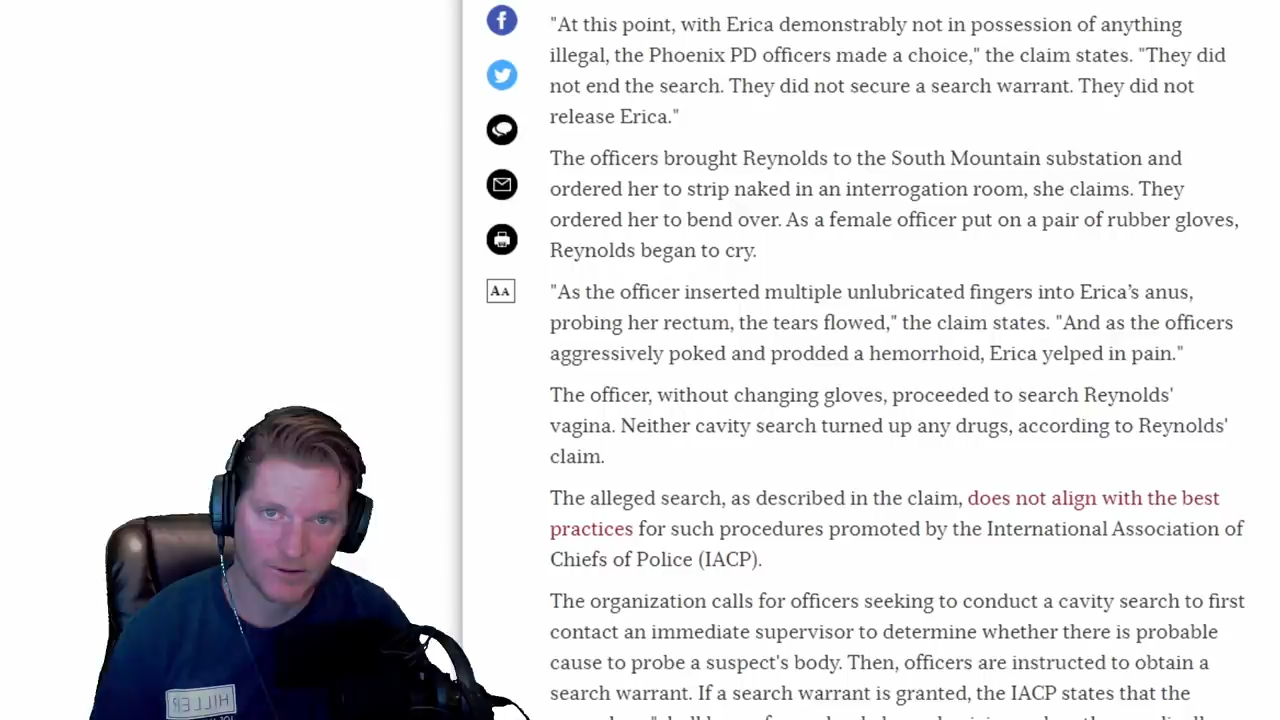 "At this point, with Erica demonstrably not in possession of anything
illegal, the Phoenix PD officers made a choice," the claim states. "They did
not end the search. They did not secure a search warrant. They did not
release Erica."
The officers brought Reynolds to the South Mountain substation and
ordered her to strip naked in an interrogation room, she claims. They
ordered her to bend over. As a female officer put on a pair of rubber gloves,
Reynolds began to cry.
"As the officer inserted multiple unlubricated fingers into Erica’s anus,
probing her rectum, the tears flowed," the claim states. "And as the officers
aggressively poked and prodded a hemorrhoid, Erica yelped in pain."
The officer, without changing gloves, proceeded to search Reynolds'
vagina. Neither cavity search turned up any drugs, according to Reynolds'
claim.
The alleged search, as described in the claim, does not align with the best
practices for such procedures promoted by the International Association of
Chiefs of Police (IACP).
The organization calls for officers seeking to conduct a cavity search to first
contact an immediate supervisor to determine whether there is probable
cause to probe a suspect's body. Then, officers are instructed to obtain a
search warrant. If a search warrant is granted, the IACP states that the
AA
HILLER